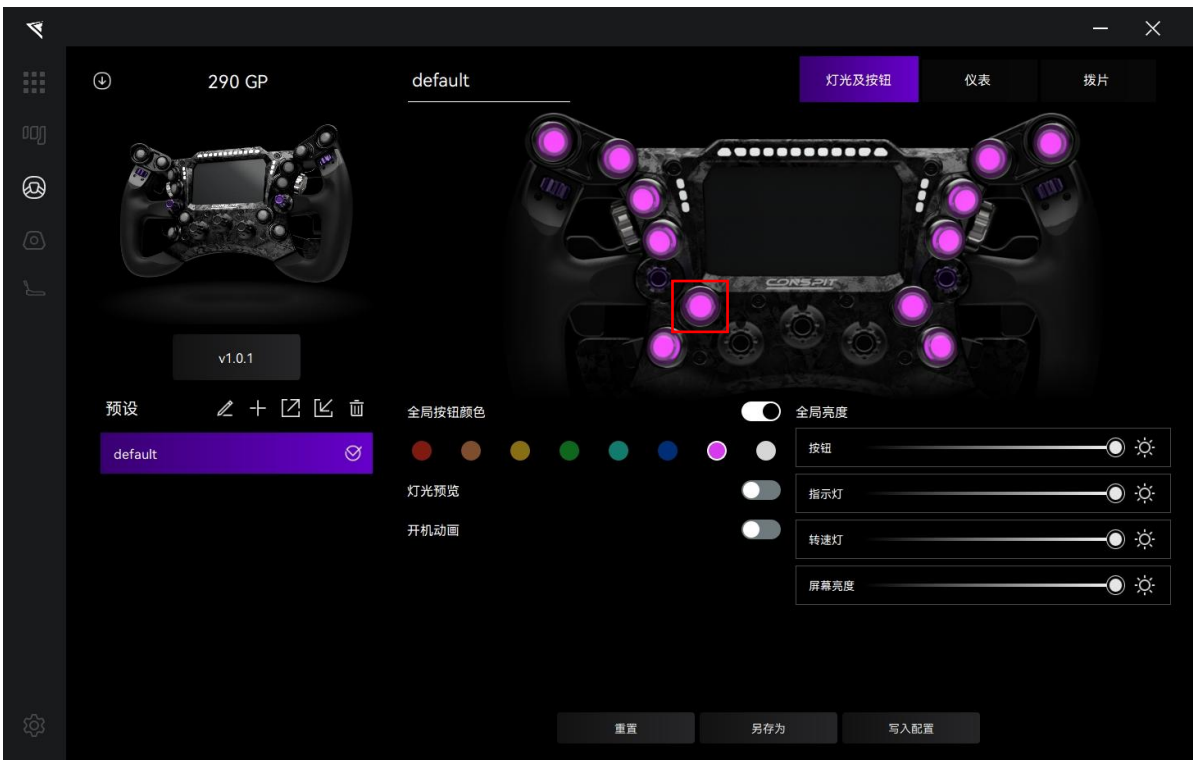 290 GP
default
灯光及按钮
仪表
拨片
CONSPIT
v1.0.1
预设
default
全局按钮颜色
灯光预览
开机动画
全局亮度
按钮
指示灯
转速灯
屏幕亮度
重置
另存为
写入配置